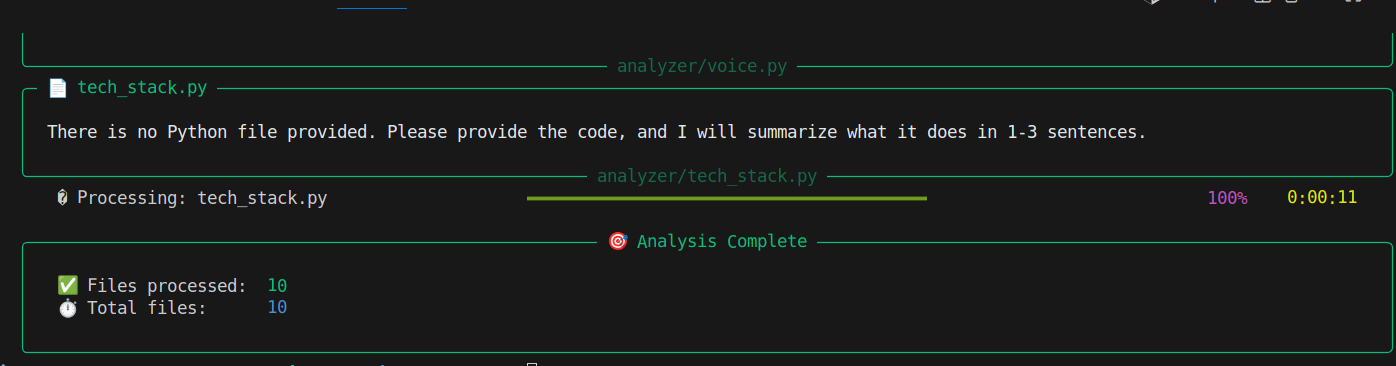 analyzer/voice.py
📄 tech_stack.py
There is no Python file provided. Please provide the code, and I will summarize what it does in 1-3 sentences.
analyzer/tech_stack.py
� Processing: tech_stack.py 100% 0:00:11
🎯 Analysis Complete
✅ Files processed: 10
⏱️ Total files: 10